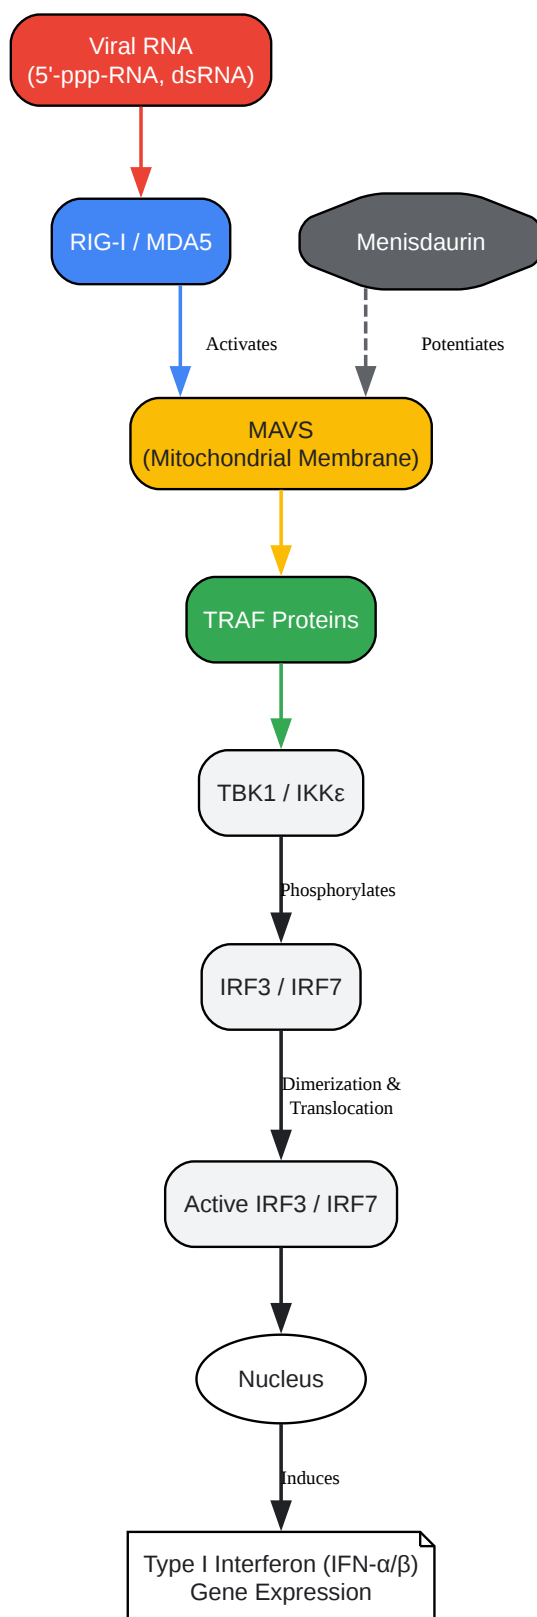 Viral RNA
(5'-ppp-RNA, dsRNA)
RIG-I / MDA5
Menisdaurin
Activates
Potentiates
MAVS
(Mitochondrial Membrane)
TRAF Proteins
TBK1 / IKKε
Phosphorylates
IRF3 / IRF7
Dimerization &
Translocation
Active IRF3 / IRF7
Nucleus
Induces
Type I Interferon (IFN-α/β)
Gene Expression